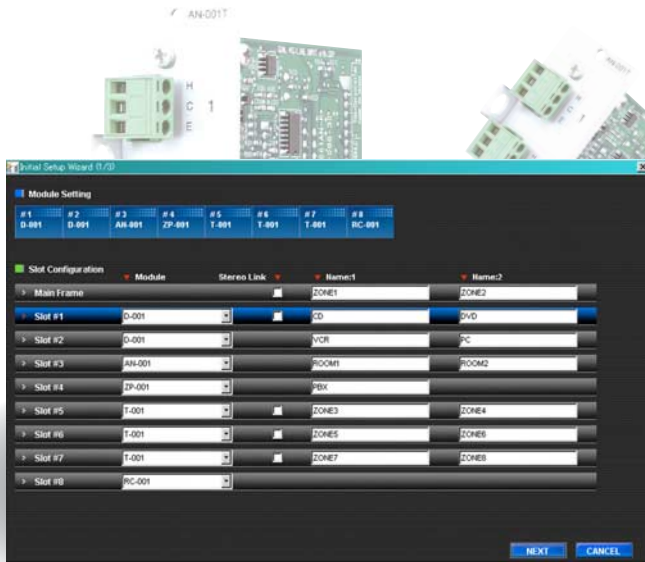 AN-001T
H
C 1
E
AN-001T
Initial Setup Wizard (1/3)
Module Setting
#1 #2 #3 #4 #5 #6 #7 #8
D-001 D-001 AN-001 ZP-001 T-001 T-001 T-001 RC-001
Slot Configuration
Module Stereo Link Name:1 Name:2
Main Frame ZONE1 ZONE2
Slot #1 D-001 CD DVD
Slot #2 D-001 VCR PC
Slot #3 AN-001 ROOM1 ROOM2
Slot #4 ZP-001 PBX
Slot #5 T-001 ZONE3 ZONE4
Slot #6 T-001 ZONE5 ZONE6
Slot #7 T-001 ZONE7 ZONE8
Slot #8 RC-001
NEXT CANCEL